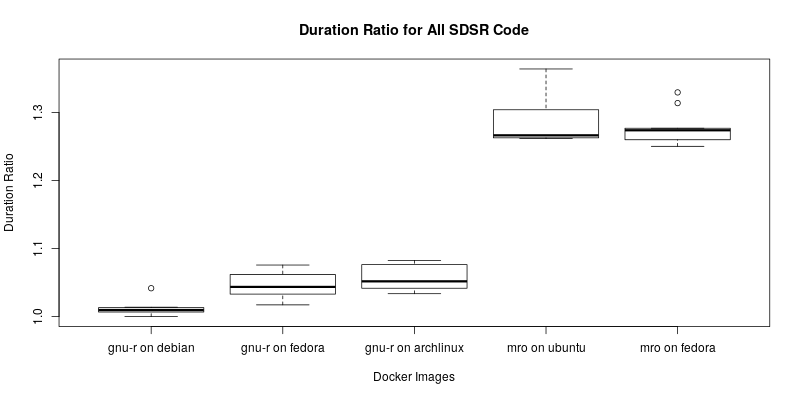 Duration Ratio for All SDSR Code
Duration Ratio
1.3
1.2
1.1
1.0
gnu-r on debian
gnu-r on fedora
gnu-r on archlinux
mro on ubuntu
mro on fedora
Docker Images